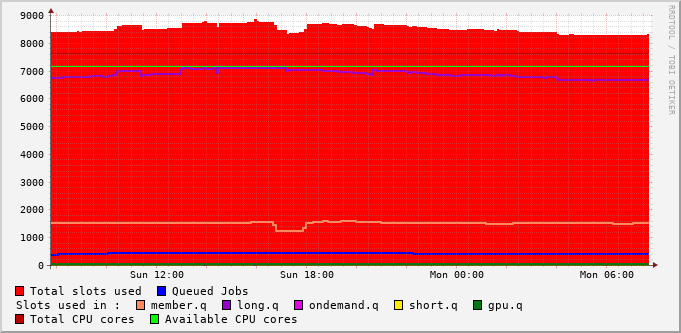 RRDTOOL / TOBI OETIKER
9000
8000
7000
6000
5000
4000
3000
2000
1000
0
Sun 12:00 Sun 18:00 Mon 00:00 Mon 06:00
Total slots used Queued Jobs
Slots used in : member.q long.q ondemand.q short.q gpu.q
Total CPU cores Available CPU cores